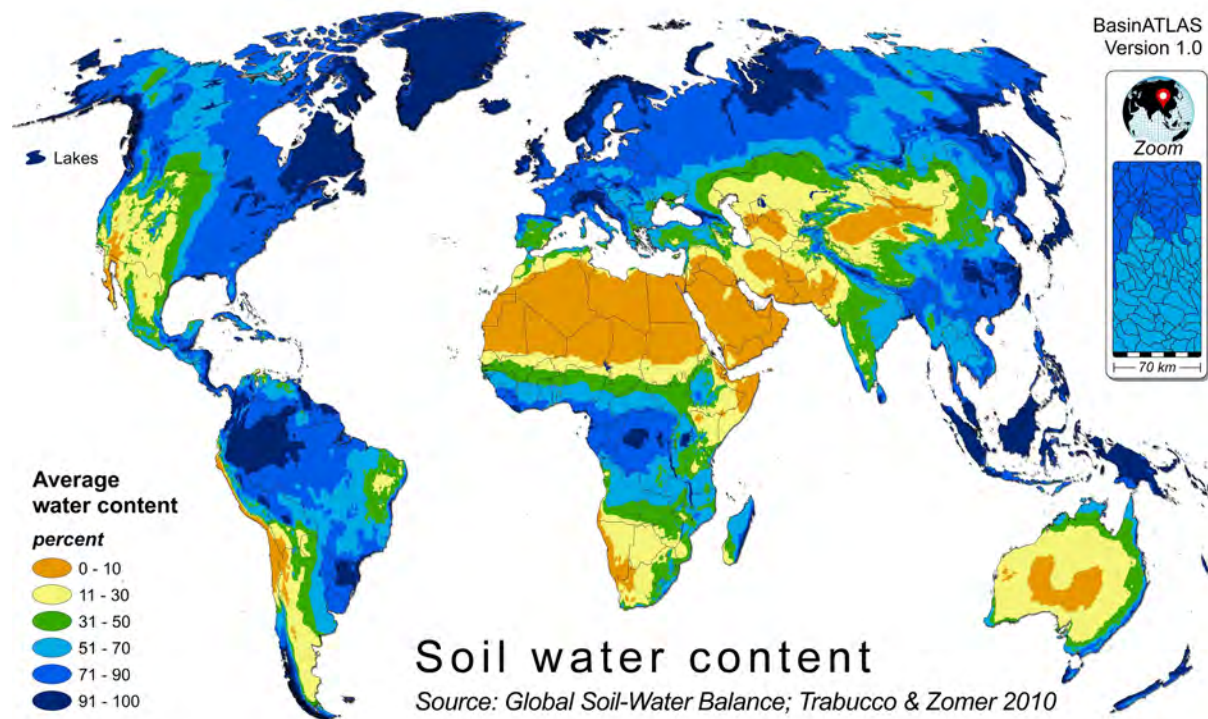 BasinATLAS
Version 1.0
Zoom
70 km
Lakes
Average
water content
percent
0 - 10
11 - 30
31 - 50
51 - 70
71 - 90
91 - 100
Soil water content
Source: Global Soil-Water Balance; Trabucco & Zomer 2010